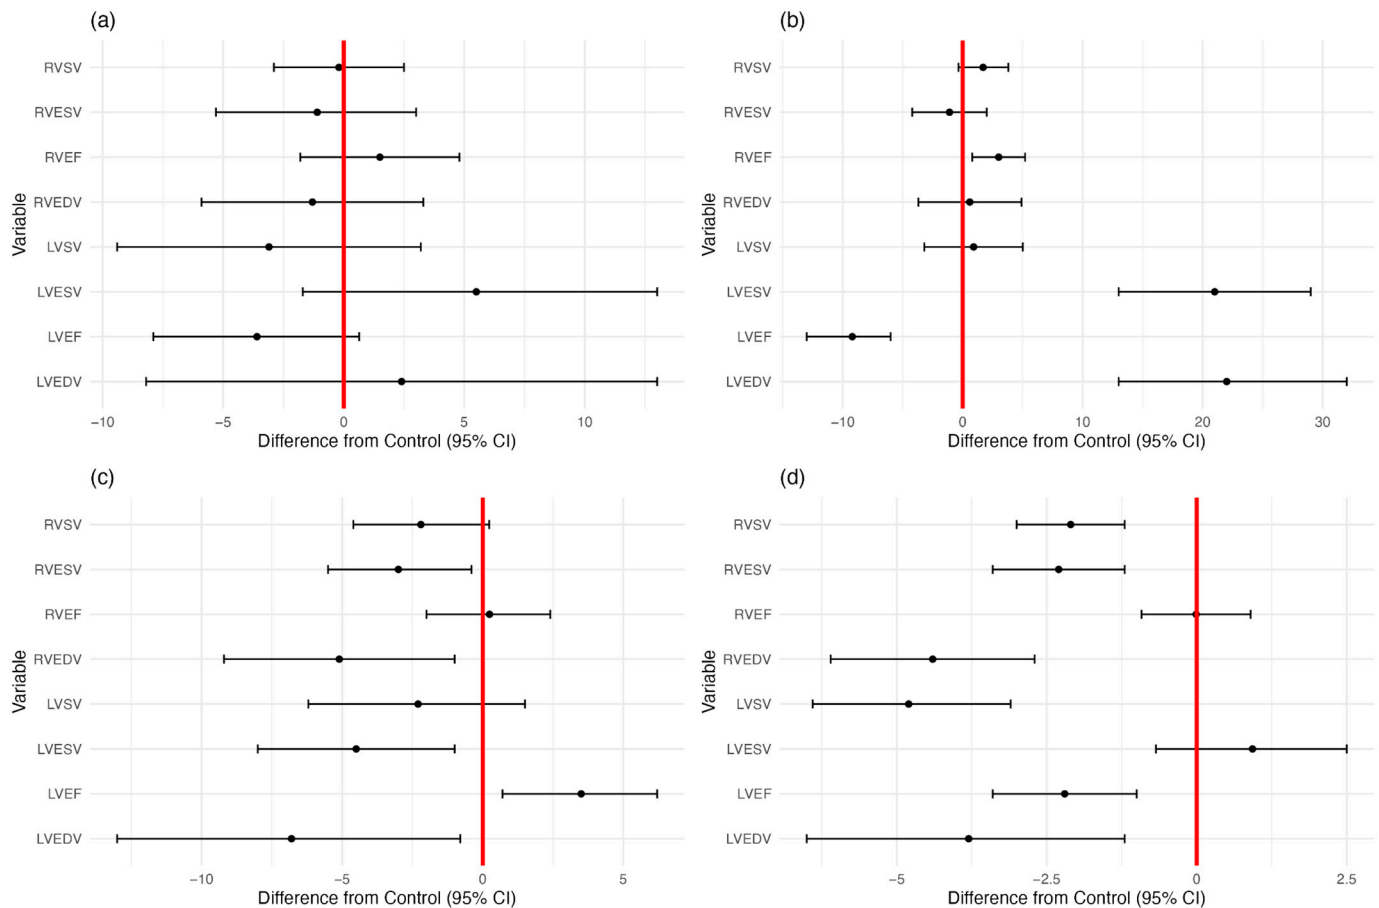 (a)
RVSV
RVESV
RVEF
RVEDV
LVSV
LVESV
LVEF
LVEDV
Variable
−10 −5 0 5 10
Difference from Control (95% CI)
(b)
RVSV
RVESV
RVEF
RVEDV
LVSV
LVESV
LVEF
LVEDV
Variable
−10 0 10 20 30
Difference from Control (95% CI)
(c)
RVSV
RVESV
RVEF
RVEDV
LVSV
LVESV
LVEF
LVEDV
Variable
−10 −5 0 5
Difference from Control (95% CI)
(d)
RVSV
RVESV
RVEF
RVEDV
LVSV
LVESV
LVEF
LVEDV
Variable
−5 −2.5 0 2.5
Difference from Control (95% CI)